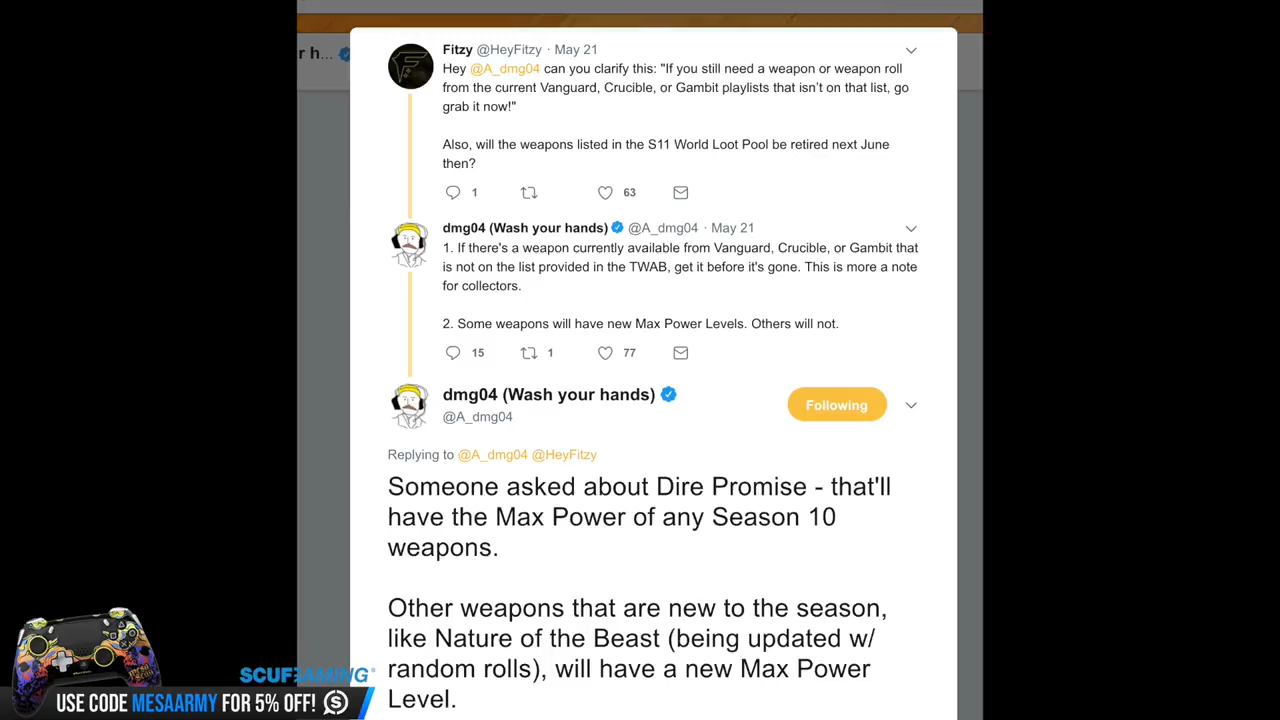 r h...
Fitzy @HeyFitzy · May 21
Hey @A_dmg04 can you clarify this: "If you still need a weapon or weapon roll
from the current Vanguard, Crucible, or Gambit playlists that isn't on that list, go
grab it now!"
Also, will the weapons listed in the S11 World Loot Pool be retired next June
then?
1 63
dmg04 (Wash your hands) @A_dmg04 · May 21
1. If there's a weapon currently available from Vanguard, Crucible, or Gambit that
is not on the list provided in the TWAB, get it before it's gone. This is more a note
for collectors.
2. Some weapons will have new Max Power Levels. Others will not.
15 1 77
dmg04 (Wash your hands)
@A_dmg04
Following
Replying to @A_dmg04 @HeyFitzy
Someone asked about Dire Promise - that'll
have the Max Power of any Season 10
weapons.
Other weapons that are new to the season,
like Nature of the Beast (being updated w/
random rolls), will have a new Max Power
Level.
SCUF GAMING
USE CODE MESAARMY FOR 5% OFF!